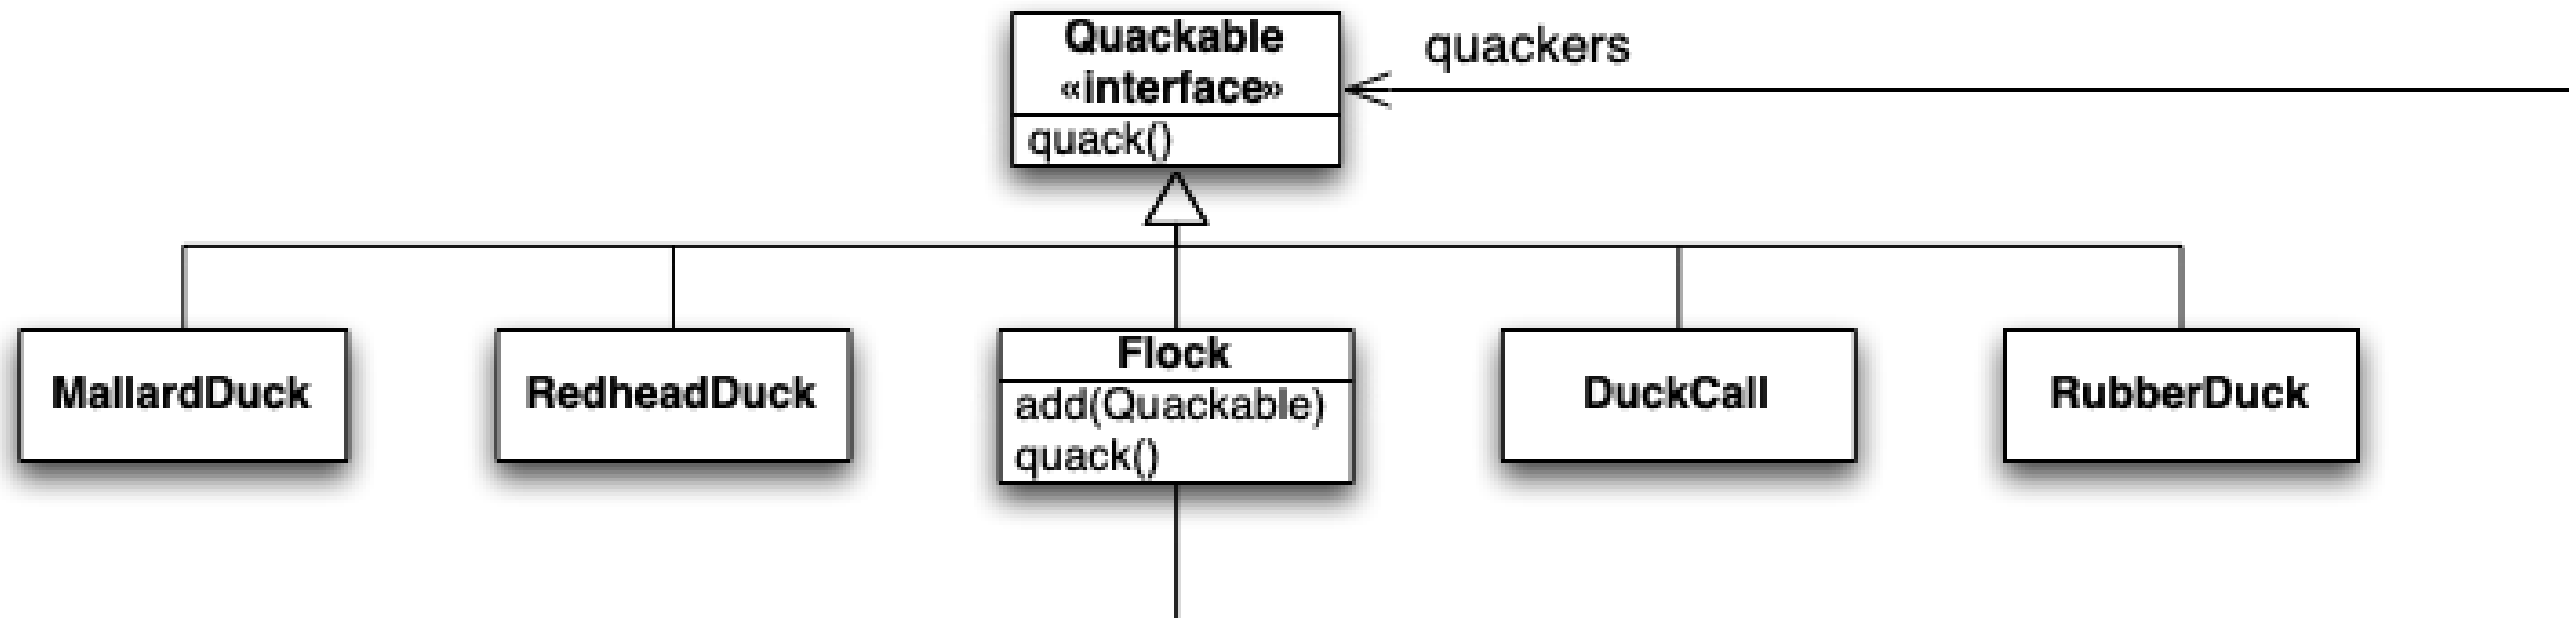 Quackable
«interface»
quack()
quackers
MallardDuck
RedheadDuck
Flock
add(Quackable)
quack()
DuckCall
RubberDuck